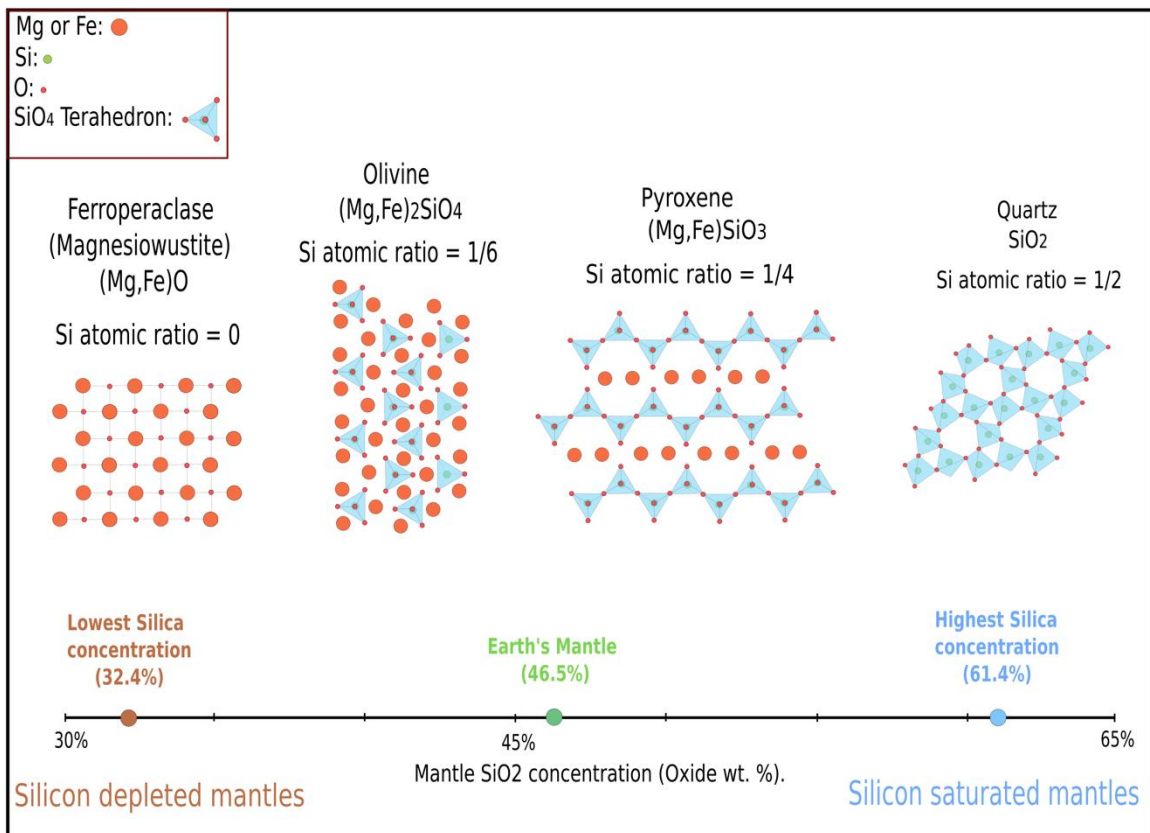 Mg or Fe:
Si:
O:
SiO4 Terahedron:
Ferroperaclase
(Magnesiowustite)
(Mg,Fe)O
Si atomic ratio = 0
Olivine
(Mg,Fe)2SiO4
Si atomic ratio = 1/6
Pyroxene
(Mg,Fe)SiO3
Si atomic ratio = 1/4
Quartz
SiO2
Si atomic ratio = 1/2
Lowest Silica
concentration
(32.4%)
Earth's Mantle
(46.5%)
Highest Silica
concentration
(61.4%)
30%
45%
65%
Mantle SiO2 concentration (Oxide wt. %).
Silicon depleted mantles
Silicon saturated mantles